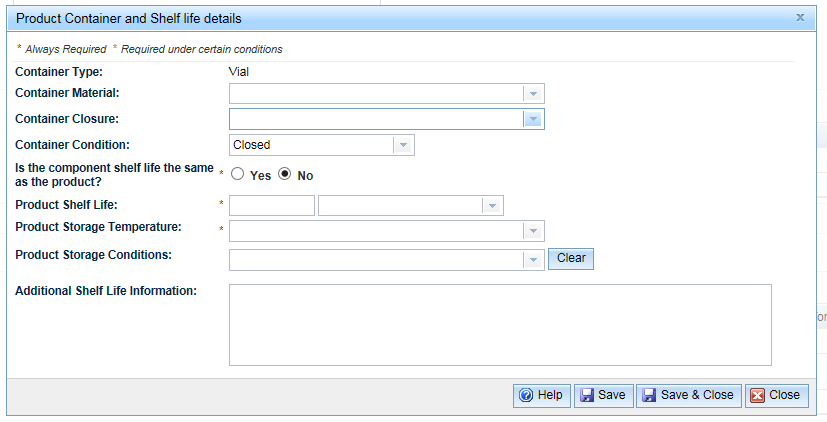 Product Container and Shelf life details x
* Always Required * Required under certain conditions
Container Type: Vial
Container Material:
Container Closure:
Container Condition: Closed
Is the component shelf life the same
as the product? * Yes No
Product Shelf Life: *
Product Storage Temperature: *
Product Storage Conditions: Clear
Additional Shelf Life Information:
or
Help Save Save & Close Close